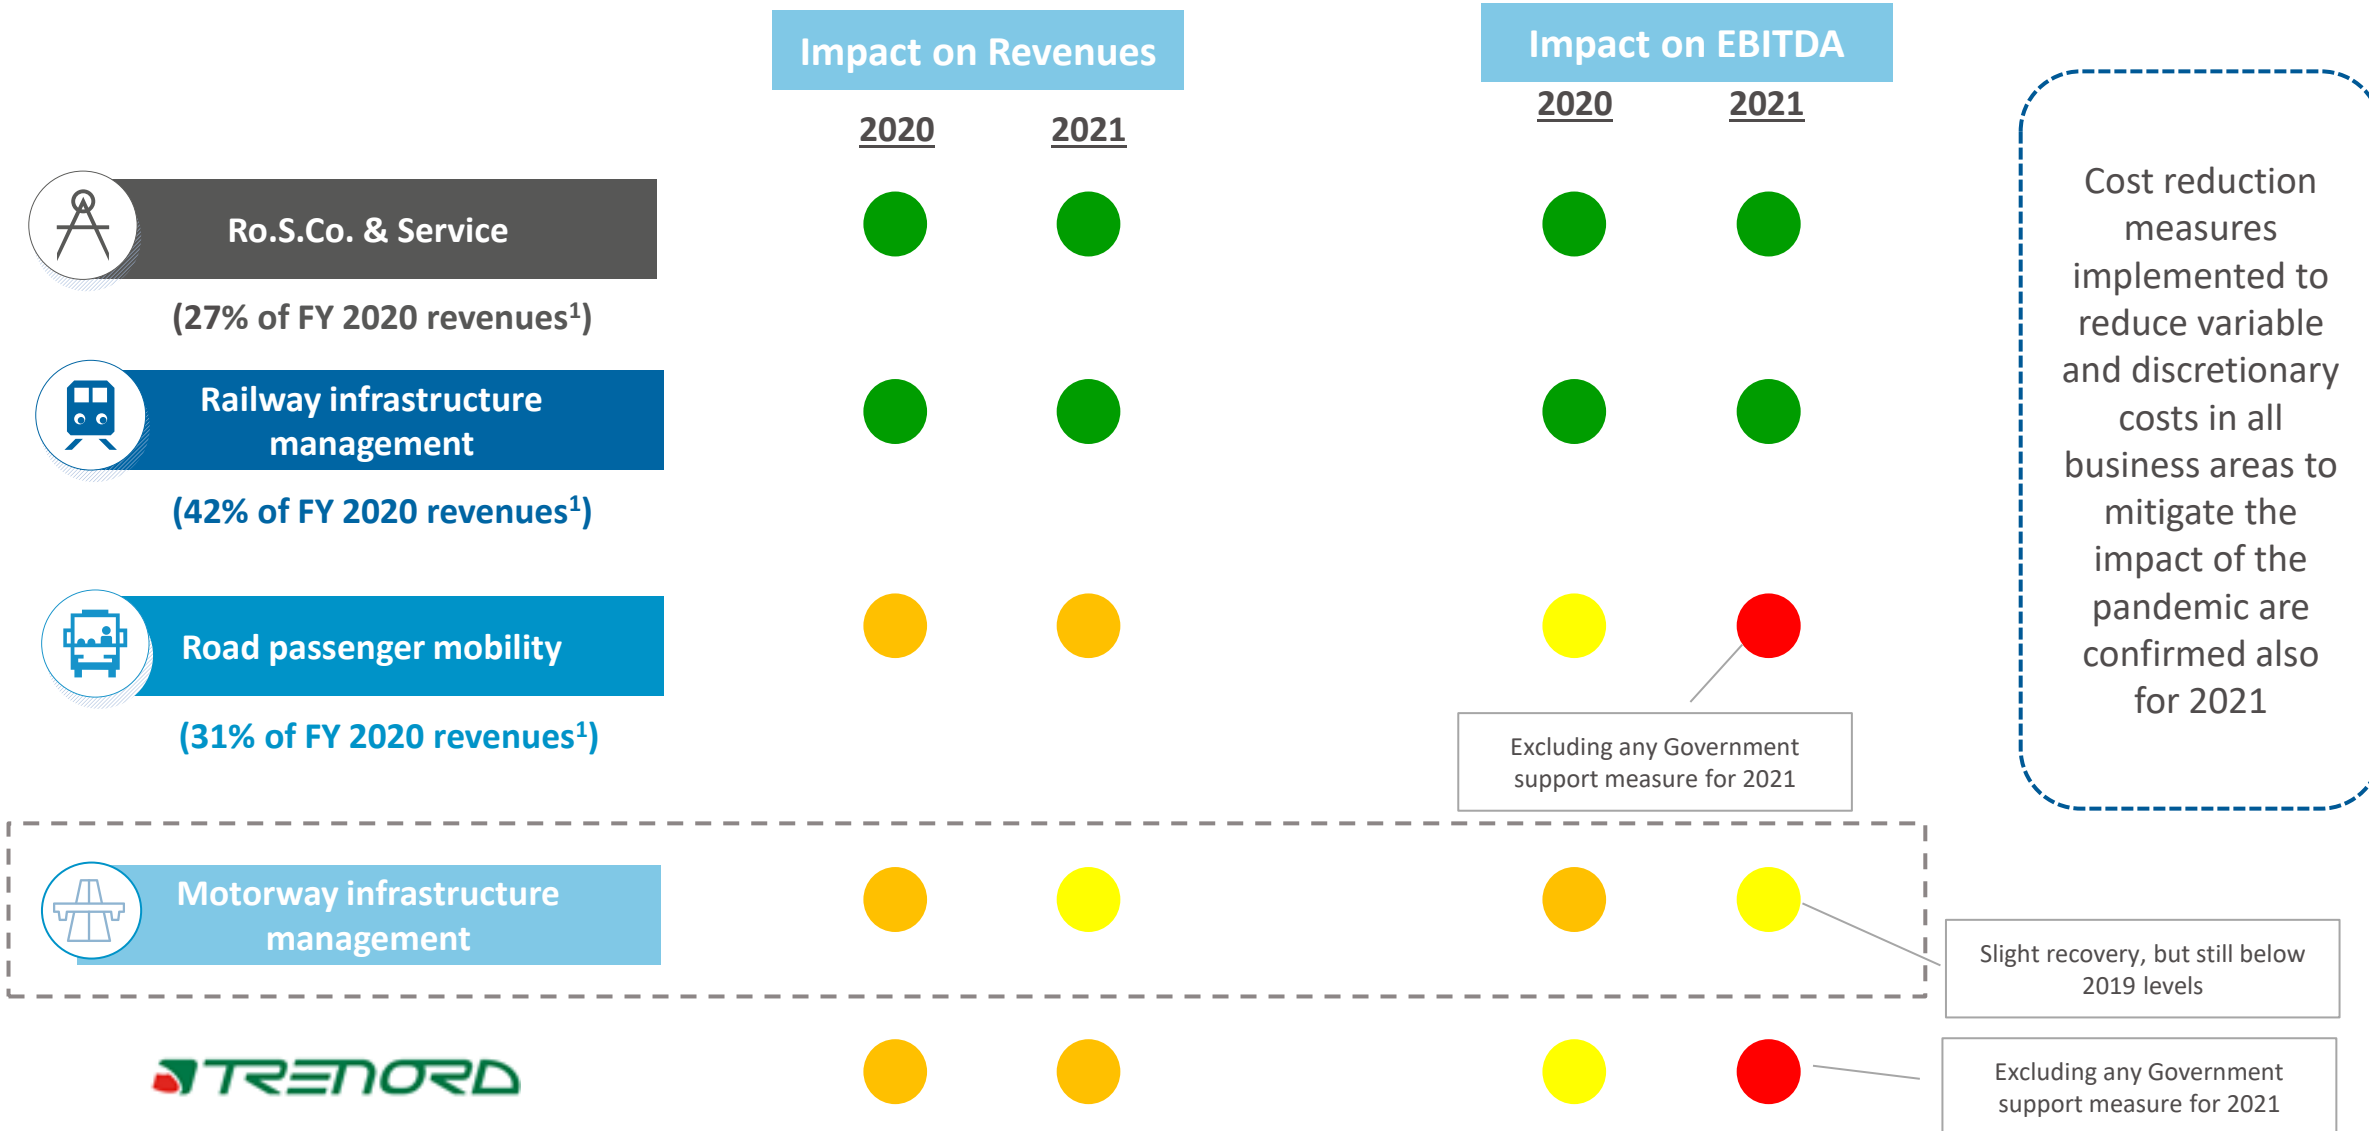 Impact on Revenues
Impact on EBITDA
2020
2021
2020
2021
Ro.S.Co. & Service
(27% of FY 2020 revenues¹)
Railway infrastructure
management
(42% of FY 2020 revenues¹)
Road passenger mobility
(31% of FY 2020 revenues¹)
Excluding any Government
support measure for 2021
Cost reduction
measures
implemented to
reduce variable
and discretionary
costs in all
business areas to
mitigate the
impact of the
pandemic are
confirmed also
for 2021
Motorway infrastructure
management
Slight recovery, but still below
2019 levels
TRENORD
Excluding any Government
support measure for 2021